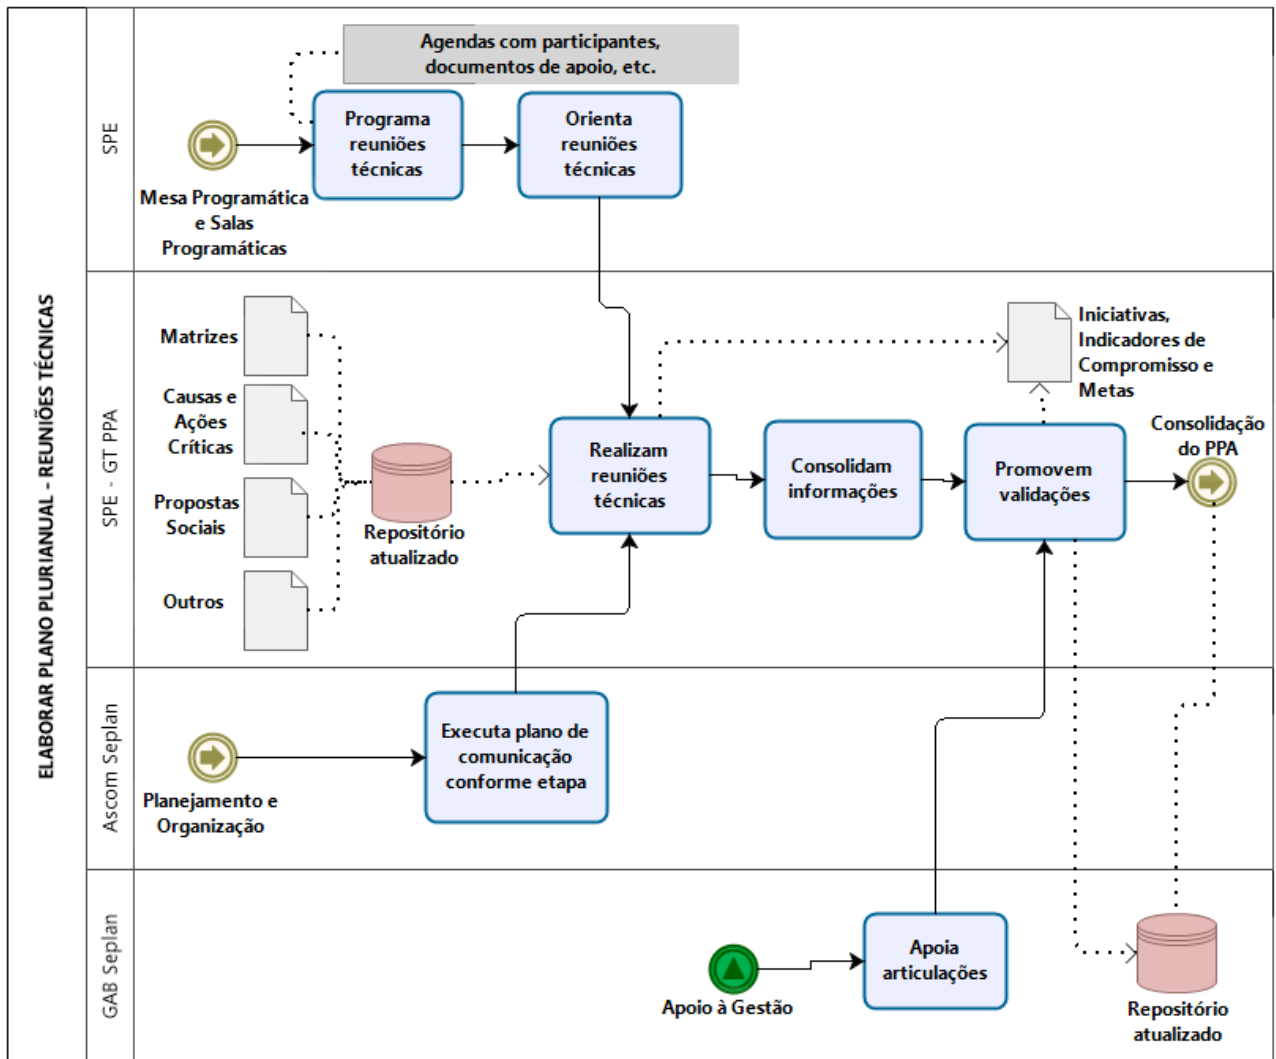 ELABORAR PLANO PLURIANUAL - REUNIÕES TÉCNICAS
SPE
Agendas com participantes,
documentos de apoio, etc.
Programa
reuniões
técnicas
Orienta
reuniões
técnicas
Mesa Programática
e Salas
Programáticas
SPE - GT PPA
Matrizes
Causas e
Ações
Críticas
Propostas
Sociais
Outros
Repositório
atualizado
Realizam
reuniões
técnicas
Consolidam
informações
Promovem
validações
Iniciativas,
Indicadores de
Compromisso e
Metas
Consolidação
do PPA
Ascom Seplan
Planejamento e
Organização
Executa plano de
comunicação
conforme etapa
GAB Seplan
Apoio à Gestão
Apoia
articulações
Repositório
atualizado